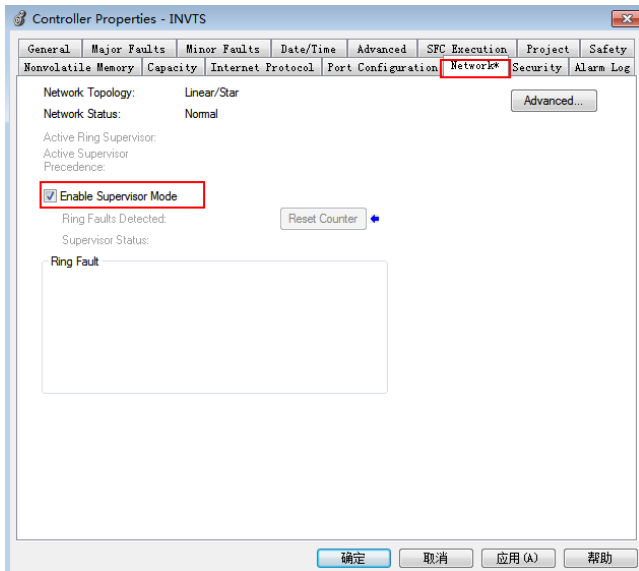 Controller Properties - INVTS
General Major Faults Minor Faults Date/Time Advanced SFC Execution Project Safety
Nonvolatile Memory Capacity Internet Protocol Port Configuration Network* Security Alarm Log
Network Topology: Linear/Star
Advanced...
Network Status: Normal
Active Ring Supervisor:
Active Supervisor
Precedence:
Enable Supervisor Mode
Ring Faults Detected: Reset Counter
Supervisor Status:
Ring Fault
确定 取消 应用(A) 帮助